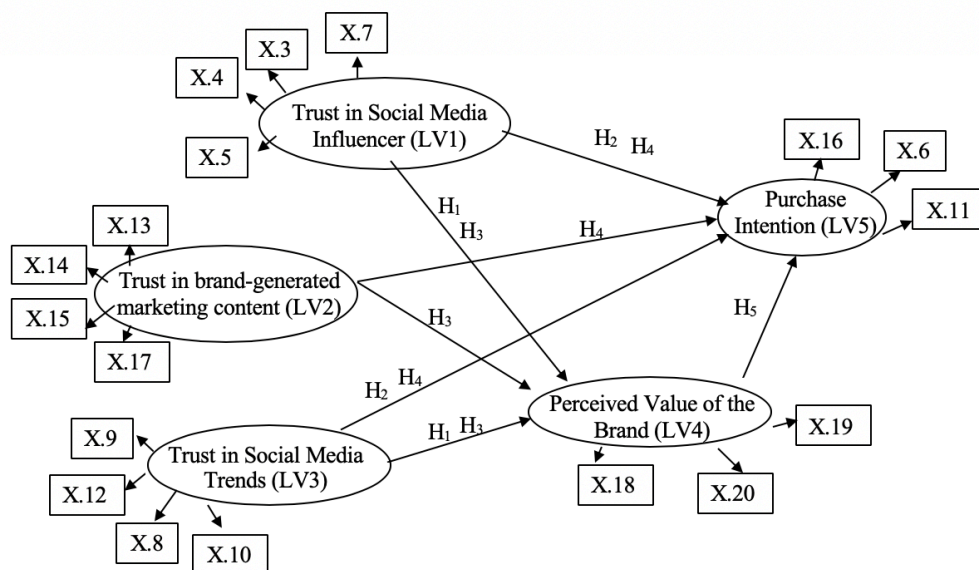 X.7
X.3
X.4
Trust in Social Media
Influencer (LV1)
X.5
H₂ H₄
X.16
X.6
Purchase
Intention (LV5)
X.11
H₁
H₃
X.13
X.14
Trust in brand-generated
marketing content (LV2)
X.15
X.17
H₄
H₃
H₅
H₂ H₄
Perceived Value of the
Brand (LV4)
X.19
X.18
X.20
H₁ H₃
X.9
Trust in Social Media
Trends (LV3)
X.12
X.8
X.10